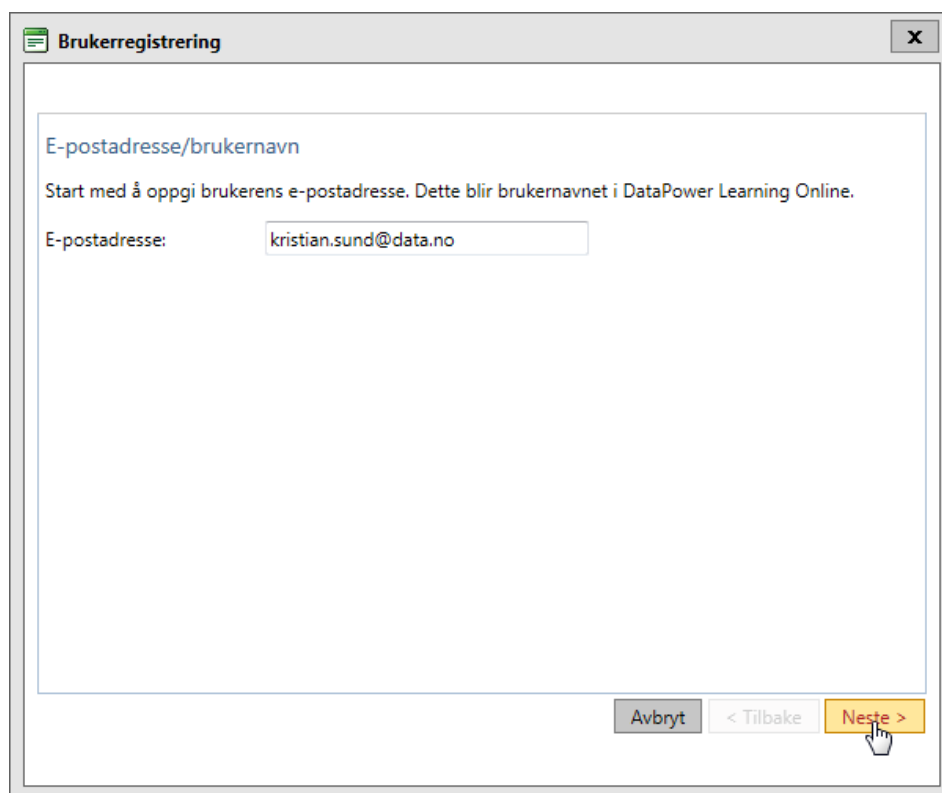 Brukerregistrering
x
E-postadresse/brukernavn
Start med å oppgi brukerens e-postadresse. Dette blir brukernavnet i DataPower Learning Online.
E-postadresse: kristian.sund@data.no
Avbryt < Tilbake Neste >